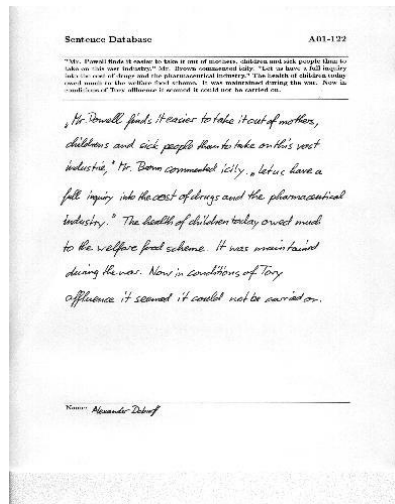 Sentence Database A01-122
"Mr. Powell finds it easier to take it out of mothers, children and sick people than to
take on this vast industry," Mr. Brown commented icily. "Let us have a full inquiry
into the cost of drugs and the pharmaceutical industry." The health of children today
owed much to the welfare food scheme. It was maintained during the war. Now in
conditions of Tory affluence it seemed it could not be carried on.
„Mr. Powell finds it easier to take it out of mothers,
childrens and sick people than to take on this vast
industrie," Mr. Brown commented icily. „Let us have a
full inquiry into the cost of drugs and the pharmaceutical
industry." The health of children today owed much
to the welfare food scheme. It was maintained
during the war. Now in conditions of Tory
affluence it seemed it could not be carried on.
Name: Alexander